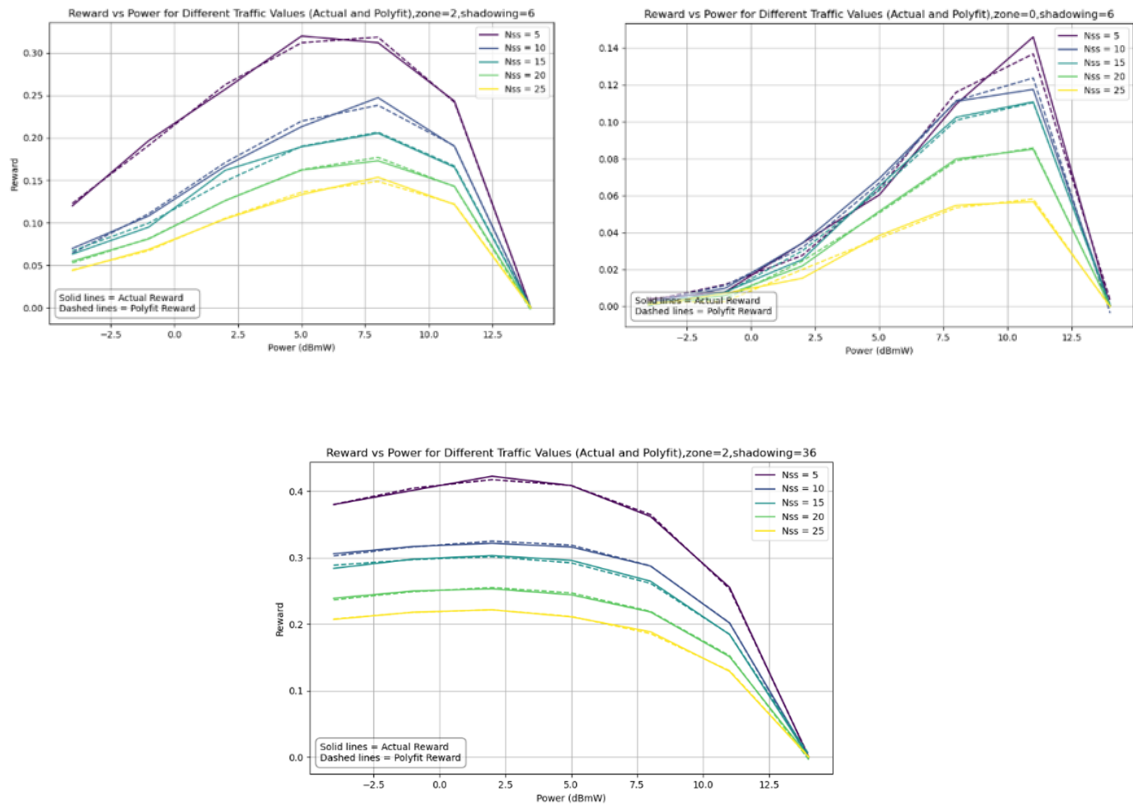 Reward vs Power for Different Traffic Values (Actual and Polyfit),zone=2,shadowing=6
Reward
0.30
0.25
0.20
0.15
0.10
0.05
0.00
Nss = 5
Nss = 10
Nss = 15
Nss = 20
Nss = 25
Solid lines = Actual Reward
Dashed lines = Polyfit Reward
−2.5 0.0 2.5 5.0 7.5 10.0 12.5
Power (dBmW)
Reward vs Power for Different Traffic Values (Actual and Polyfit),zone=0,shadowing=6
0.14
0.12
0.10
0.08
0.06
0.04
0.02
0.00
Nss = 5
Nss = 10
Nss = 15
Nss = 20
Nss = 25
Solid lines = Actual Reward
Dashed lines = Polyfit Reward
−2.5 0.0 2.5 5.0 7.5 10.0 12.5
Power (dBmW)
Reward vs Power for Different Traffic Values (Actual and Polyfit),zone=2,shadowing=36
Reward
0.4
0.3
0.2
0.1
0.0
Nss = 5
Nss = 10
Nss = 15
Nss = 20
Nss = 25
Solid lines = Actual Reward
Dashed lines = Polyfit Reward
−2.5 0.0 2.5 5.0 7.5 10.0 12.5
Power (dBmW)